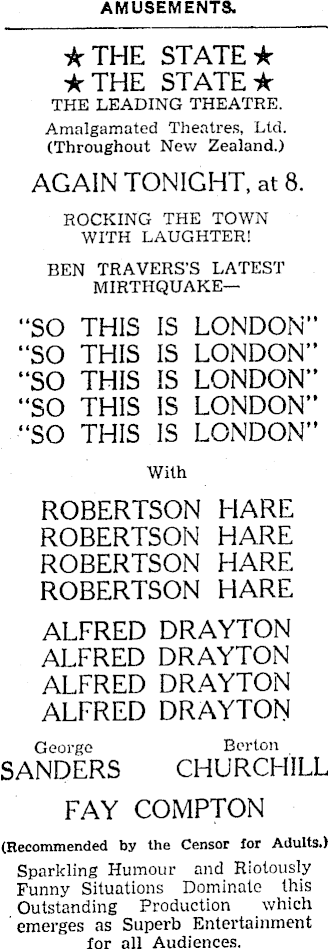 AMUSEMENTS.
★ THE STATE ★
★ THE STATE ★
THE LEADING THEATRE.
Amalgamated Theatres, Ltd.
(Throughout New Zealand.)
AGAIN TONIGHT, at 8.
ROCKING THE TOWN
WITH LAUGHTER!
BEN TRAVERS'S LATEST
MIRTHQUAKE—
"SO THIS IS LONDON"
"SO THIS IS LONDON"
"SO THIS IS LONDON"
"SO THIS IS LONDON"
"SO THIS IS LONDON"
With
ROBERTSON HARE
ROBERTSON HARE
ROBERTSON HARE
ROBERTSON HARE
ALFRED DRAYTON
ALFRED DRAYTON
ALFRED DRAYTON
ALFRED DRAYTON
George Berton
SANDERS CHURCHILL
FAY COMPTON
(Recommended by the Censor for Adults.)
Sparkling Humour and Riotously
Funny Situations Dominate this
Outstanding Production which
emerges as Superb Entertainment
for all Audiences.